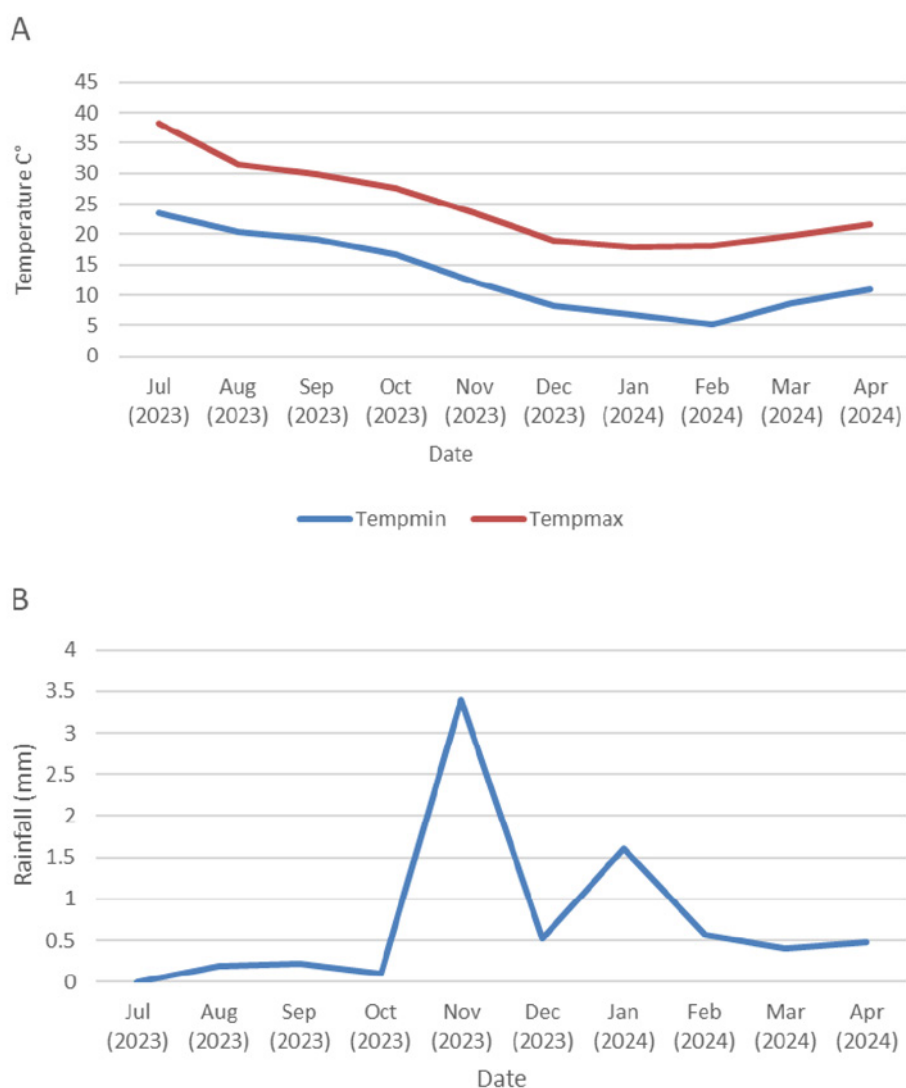 A
45
40
35
30
25
20
15
10
5
0
Temperature C°
Jul Aug Sep Oct Nov Dec Jan Feb Mar Apr
(2023) (2023) (2023) (2023) (2023) (2023) (2024) (2024) (2024) (2024)
Date
Tempmin Tempmax
B
4
3.5
3
2.5
2
1.5
1
0.5
0
Rainfall (mm)
Jul Aug Sep Oct Nov Dec Jan Feb Mar Apr
(2023) (2023) (2023) (2023) (2023) (2023) (2024) (2024) (2024) (2024)
Date